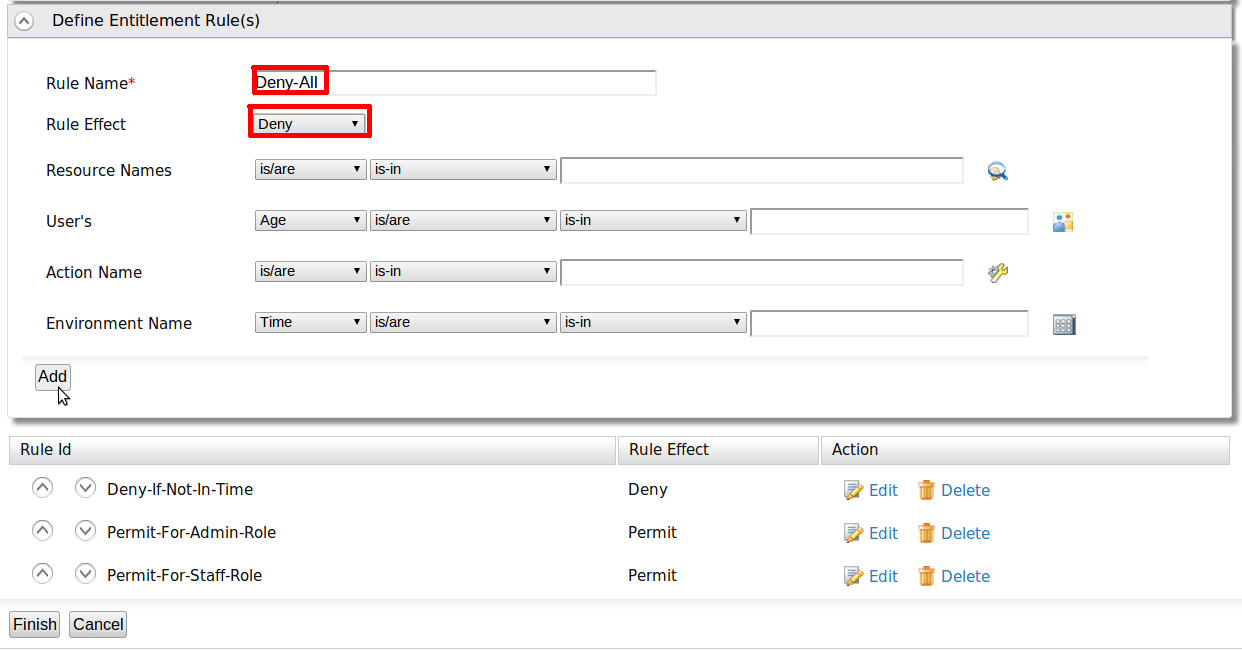 Define Entitlement Rule(s)
Rule Name* Deny-All
Rule Effect Deny
Resource Names is/are is-in
User's Age is/are is-in
Action Name is/are is-in
Environment Name Time is/are is-in
Add
Rule Id Rule Effect Action
Deny-If-Not-In-Time Deny Edit Delete
Permit-For-Admin-Role Permit Edit Delete
Permit-For-Staff-Role Permit Edit Delete
Finish Cancel